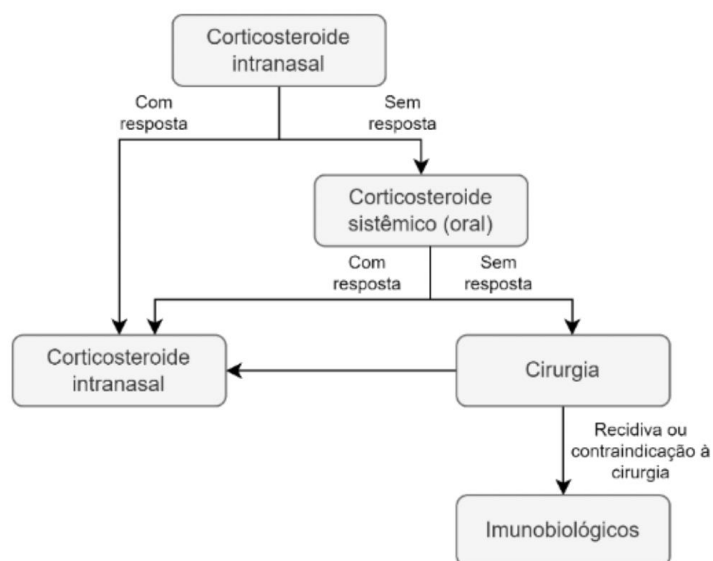 Corticosteroide
intranasal
Com
resposta
Sem
resposta
Corticosteroide
sistêmico (oral)
Com
resposta
Sem
resposta
Corticosteroide
intranasal
Cirurgia
Recidiva ou
contraindicação à
cirurgia
Imunobiológicos